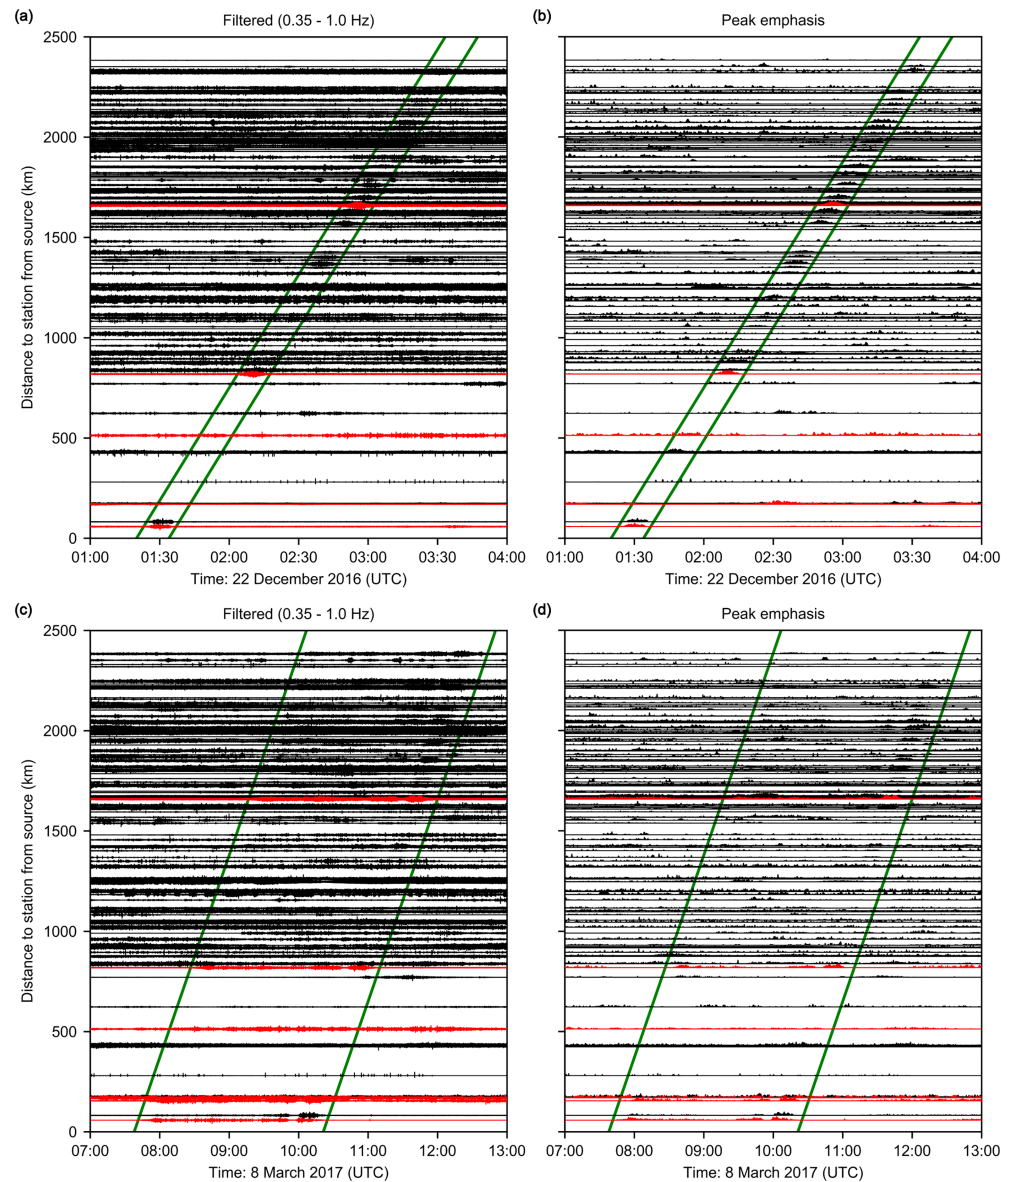 (a)
Filtered (0.35 - 1.0 Hz)
(b)
Peak emphasis
2500
2000
1500
1000
500
0
Distance to station from source (km)
01:00
01:30
02:00
02:30
03:00
03:30
04:00
Time: 22 December 2016 (UTC)
01:00
01:30
02:00
02:30
03:00
03:30
04:00
Time: 22 December 2016 (UTC)
(c)
Filtered (0.35 - 1.0 Hz)
(d)
Peak emphasis
2500
2000
1500
1000
500
0
Distance to station from source (km)
07:00
08:00
09:00
10:00
11:00
12:00
13:00
Time: 8 March 2017 (UTC)
07:00
08:00
09:00
10:00
11:00
12:00
13:00
Time: 8 March 2017 (UTC)